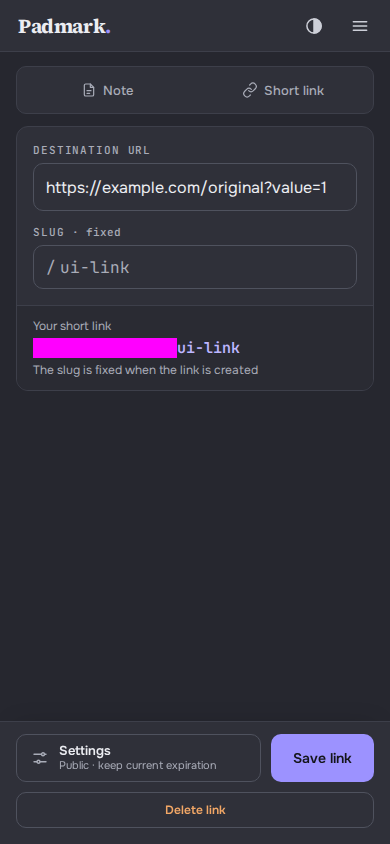 Padmark.
Note
Short link
DESTINATION URL
https://example.com/original?value=1
SLUG · fixed
/ ui-link
Your short link
ui-link
The slug is fixed when the link is created
Settings
Public · keep current expiration
Save link
Delete link